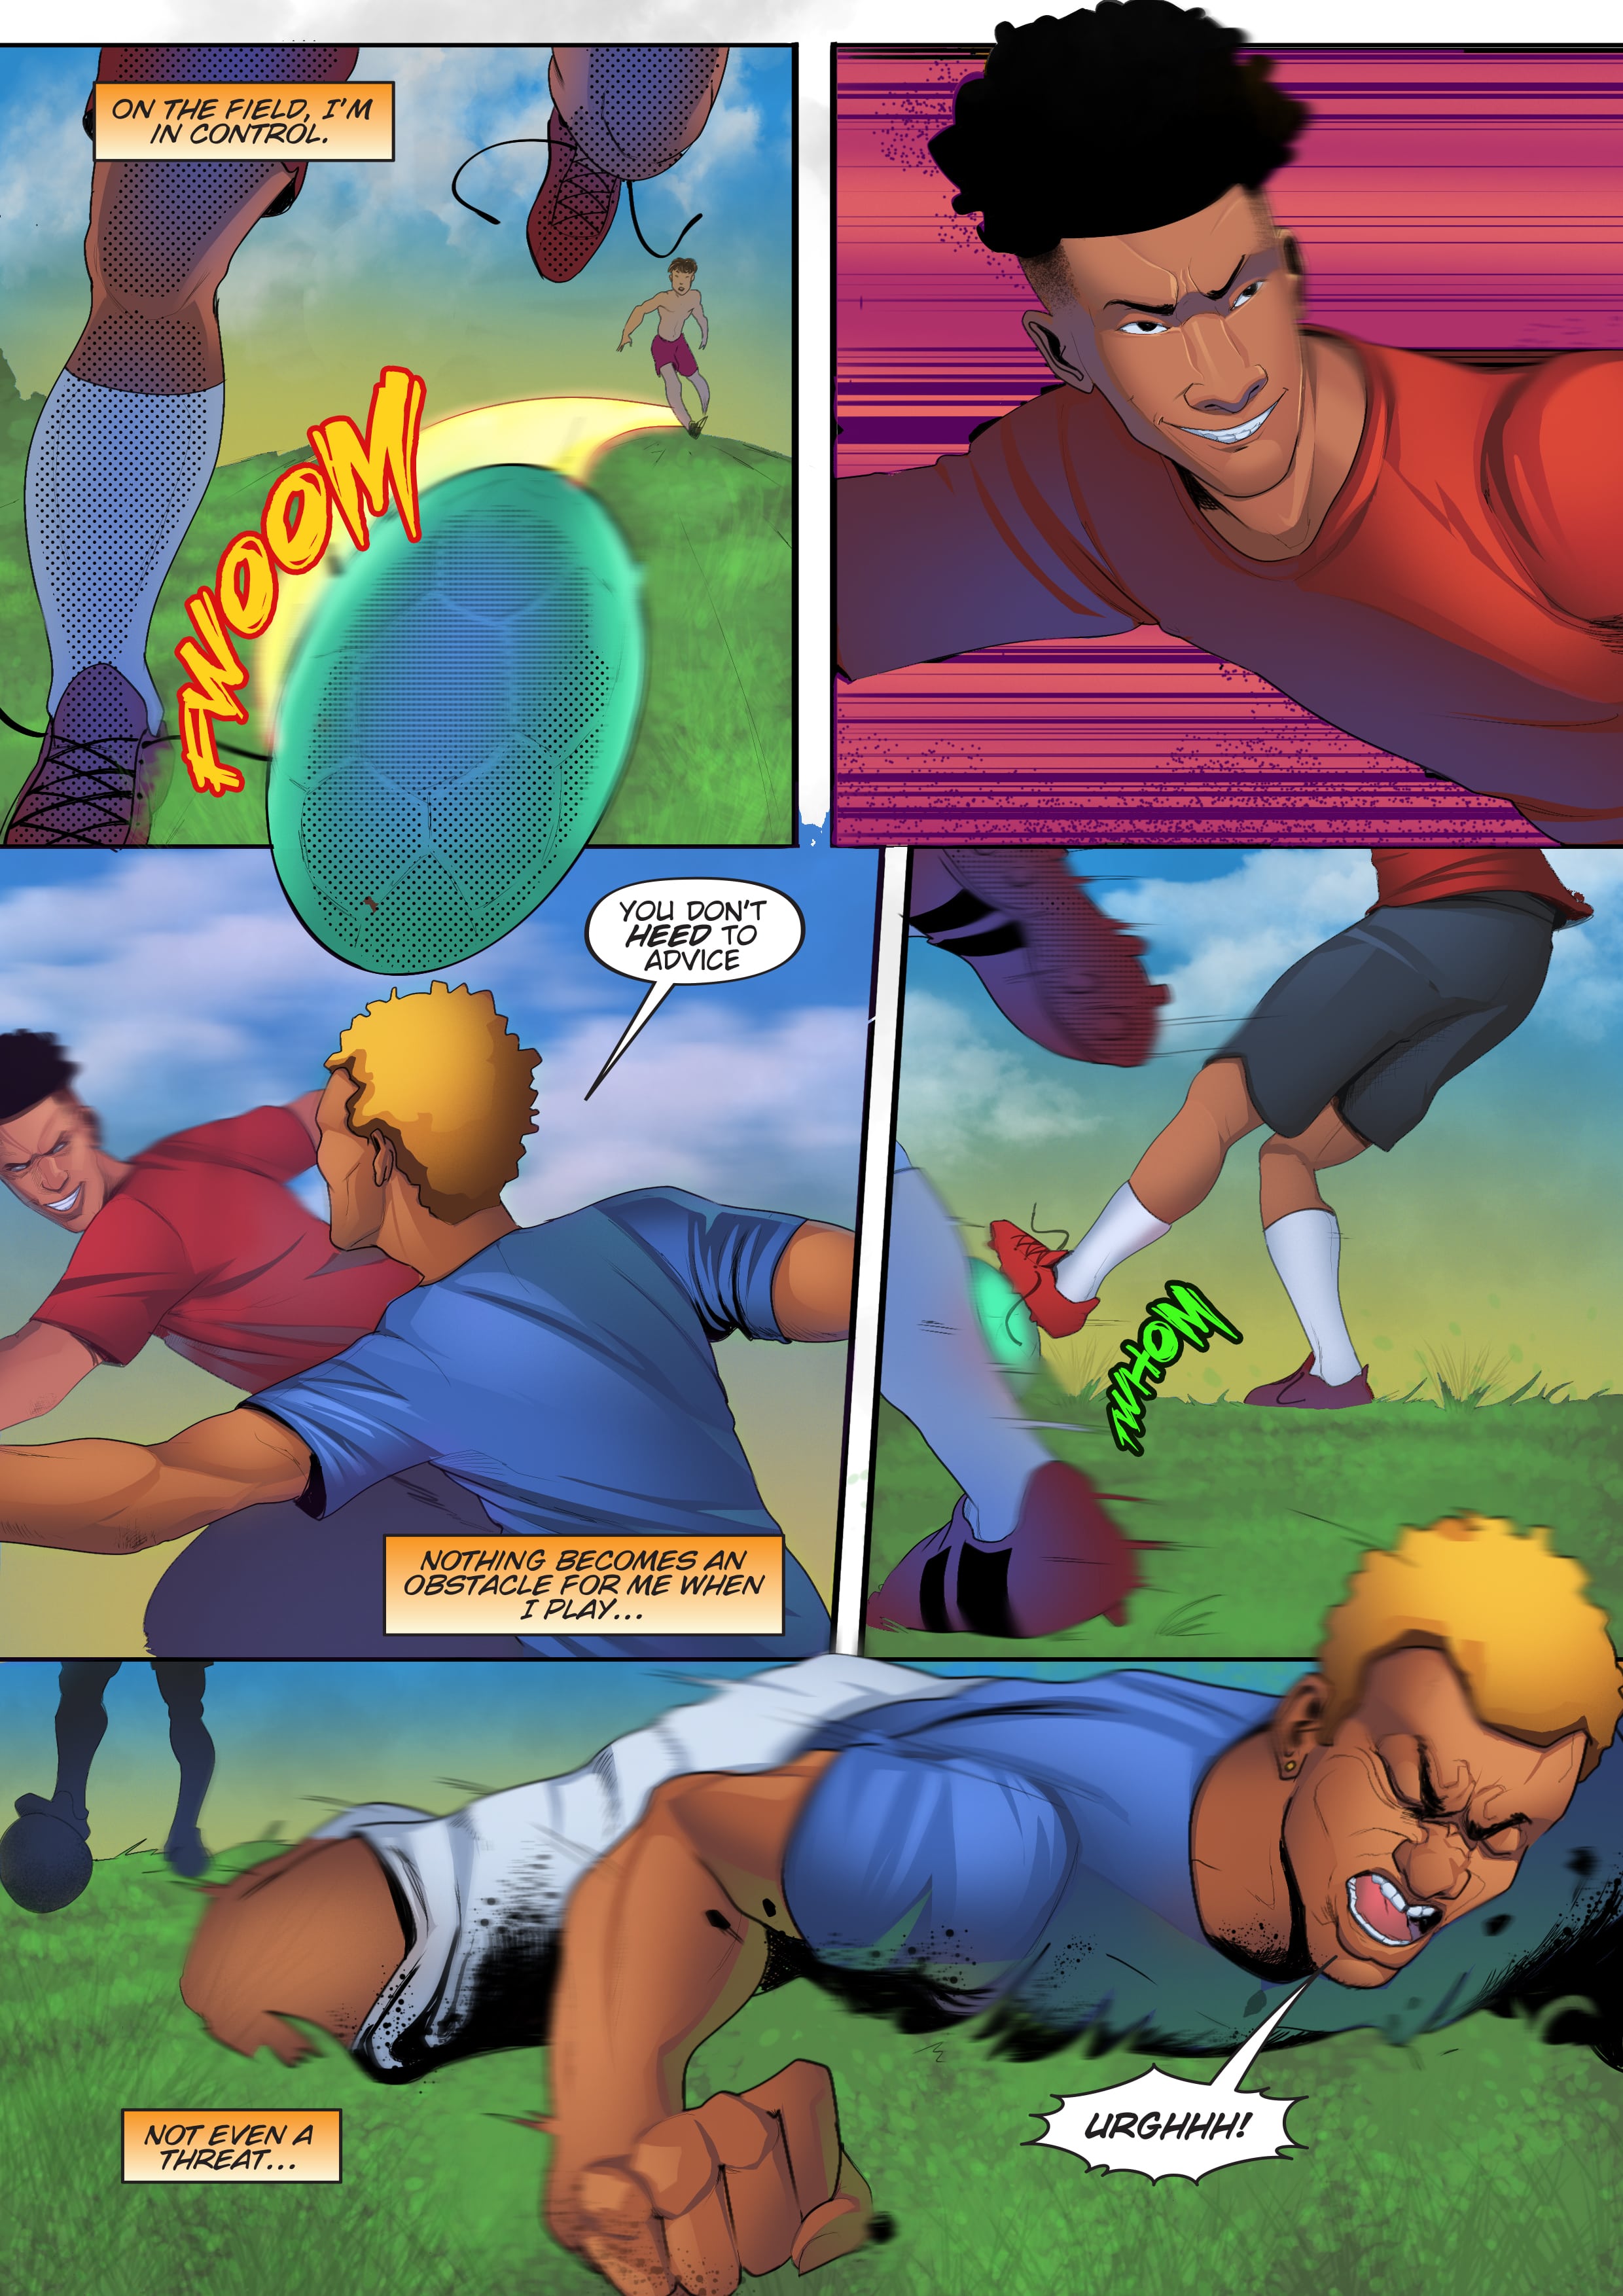 ON THE FIELD, I'M
IN CONTROL.
FWOOM
YOU DON'T
HEED TO
ADVICE
NOTHING BECOMES AN
OBSTACLE FOR ME WHEN
I PLAY...
WHOM
NOT EVEN A
THREAT...
URGHHH!